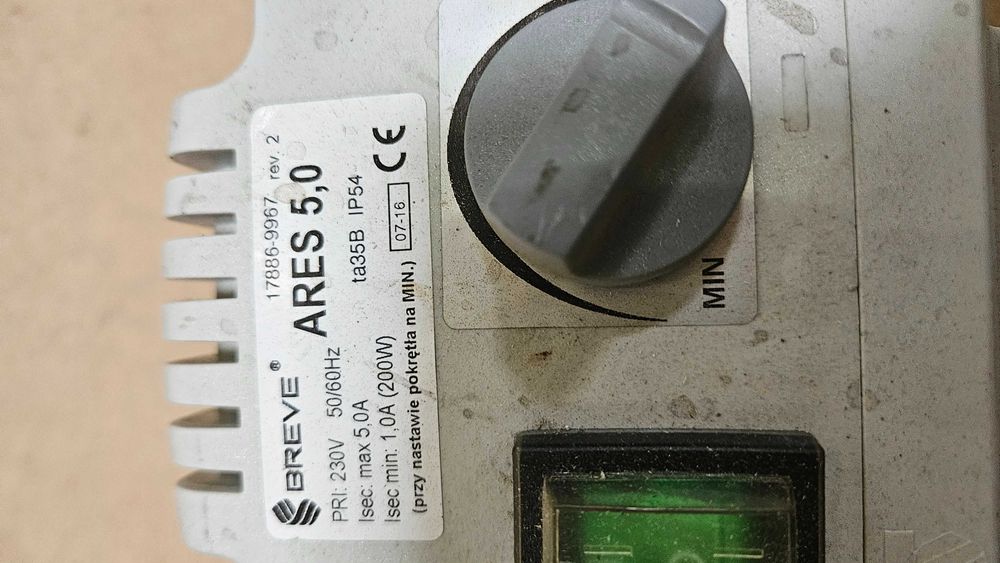 17886-9967 rev. 2
BREVE® ARES 5,0
PRI: 230V 50/60Hz ta35B IP54
Isec: max 5,0A
Isec min: 1,0A (200W) 07-16 CE
(przy nastawie pokrętła na MIN.)
MIN